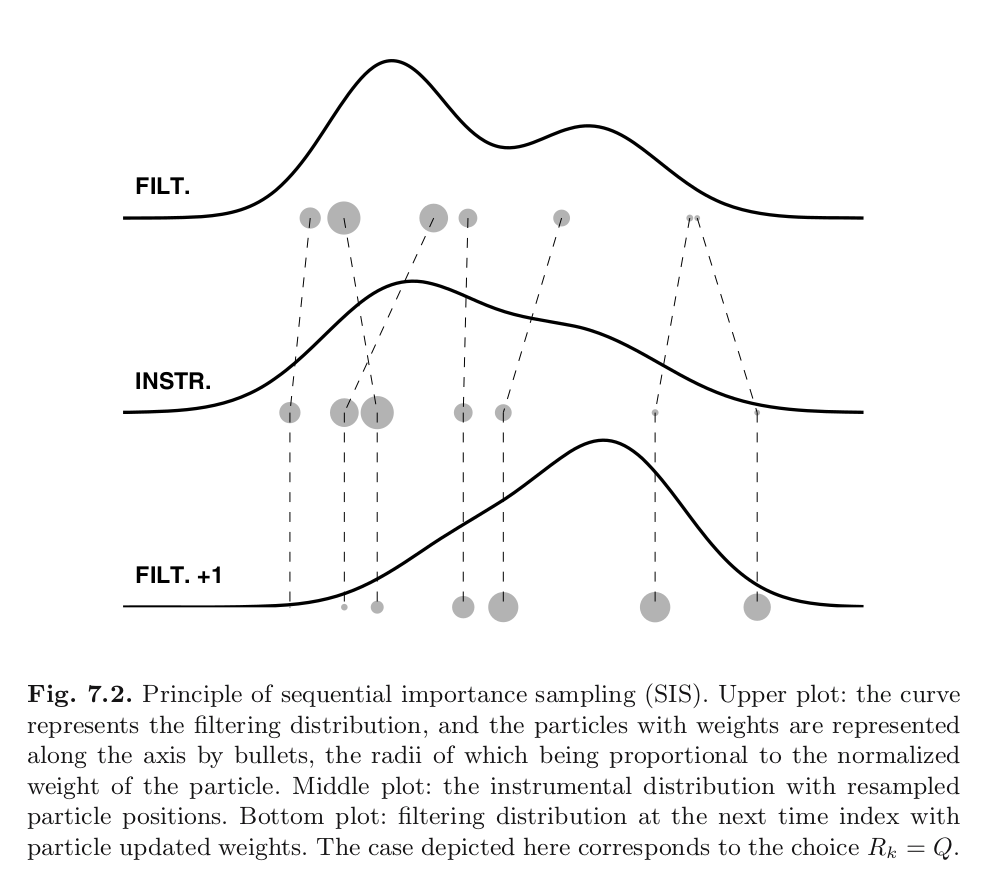 FILT.
INSTR.
FILT. +1
Fig. 7.2. Principle of sequential importance sampling (SIS). Upper plot: the curve
represents the filtering distribution, and the particles with weights are represented
along the axis by bullets, the radii of which being proportional to the normalized
weight of the particle. Middle plot: the instrumental distribution with resampled
particle positions. Bottom plot: filtering distribution at the next time index with
particle updated weights. The case depicted here corresponds to the choice Rₖ = Q.